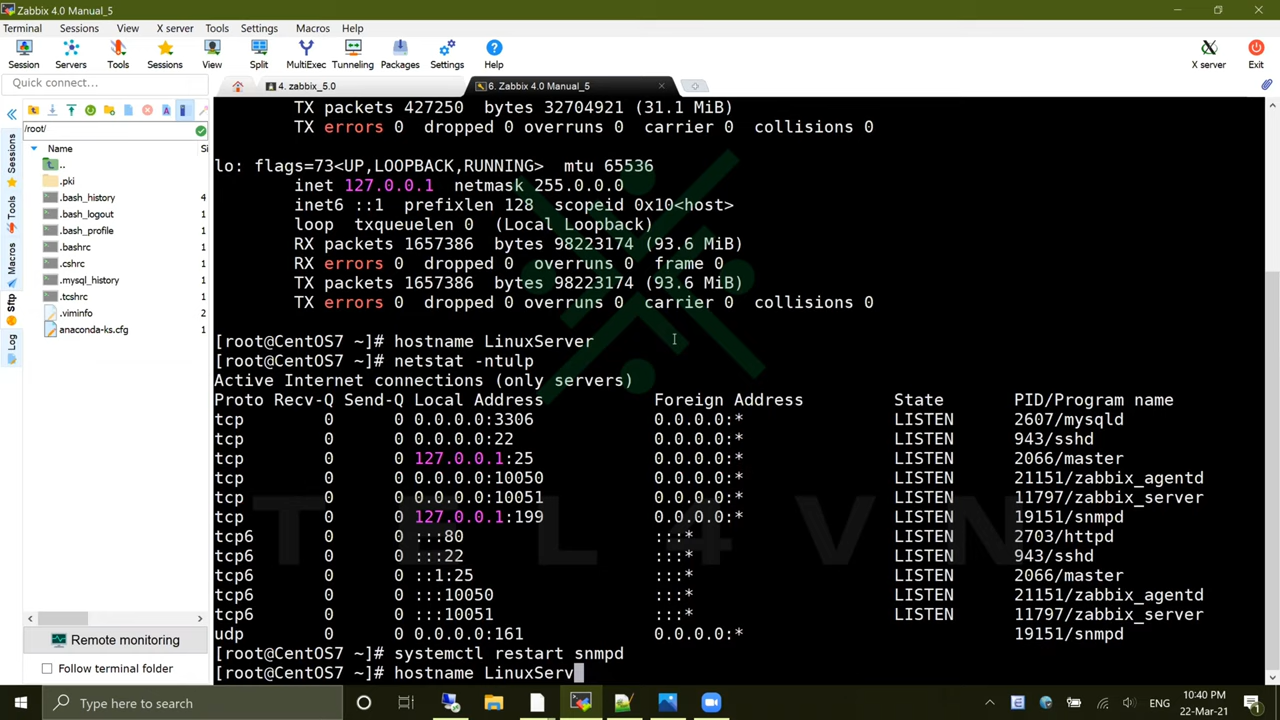 Zabbix 4.0 Manual_5
Terminal Sessions View X server Tools Settings Macros Help
Session Servers Tools Sessions View Split MultiExec Tunneling Packages Settings Help X server Exit
Quick connect...
4. zabbix_5.0
6. Zabbix 4.0 Manual_5
/root/
Name Si
..
.pki
.bash_history 4
.bash_logout 1
.bash_profile 1
.bashrc 1
.cshrc 1
.mysql_history 1
.tcshrc 1
.viminfo 2
anaconda-ks.cfg 1
Sessions
Tools
Macros
Sftp
Log
Remote monitoring
Follow terminal folder
TX packets 427250 bytes 32704921 (31.1 MiB)
TX errors 0 dropped 0 overruns 0 carrier 0 collisions 0
lo: flags=73<UP,LOOPBACK,RUNNING> mtu 65536
inet 127.0.0.1 netmask 255.0.0.0
inet6 ::1 prefixlen 128 scopeid 0x10<host>
loop txqueuelen 0 (Local Loopback)
RX packets 1657386 bytes 98223174 (93.6 MiB)
RX errors 0 dropped 0 overruns 0 frame 0
TX packets 1657386 bytes 98223174 (93.6 MiB)
TX errors 0 dropped 0 overruns 0 carrier 0 collisions 0
[root@CentOS7 ~]# hostname LinuxServer
[root@CentOS7 ~]# netstat -ntulp
Active Internet connections (only servers)
Proto Recv-Q Send-Q Local Address Foreign Address State PID/Program name
tcp 0 0 0.0.0.0:3306 0.0.0.0:* LISTEN 2607/mysqld
tcp 0 0 0.0.0.0:22 0.0.0.0:* LISTEN 943/sshd
tcp 0 0 127.0.0.1:25 0.0.0.0:* LISTEN 2066/master
tcp 0 0 0.0.0.0:10050 0.0.0.0:* LISTEN 21151/zabbix_agentd
tcp 0 0 0.0.0.0:10051 0.0.0.0:* LISTEN 11797/zabbix_server
tcp 0 0 127.0.0.1:199 0.0.0.0:* LISTEN 19151/snmpd
tcp6 0 0 :::80 :::* LISTEN 2703/httpd
tcp6 0 0 :::22 :::* LISTEN 943/sshd
tcp6 0 0 ::1:25 :::* LISTEN 2066/master
tcp6 0 0 :::10050 :::* LISTEN 21151/zabbix_agentd
tcp6 0 0 :::10051 :::* LISTEN 11797/zabbix_server
udp 0 0 0.0.0.0:161 0.0.0.0:* 19151/snmpd
[root@CentOS7 ~]# systemctl restart snmpd
[root@CentOS7 ~]# hostname LinuxServ
Type here to search
ENG
10:40 PM
22-Mar-21